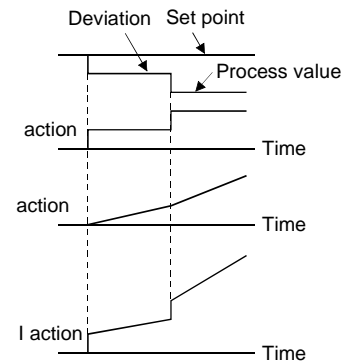 Deviation Set point
Process value
action
Time
action
Time
I action
Time